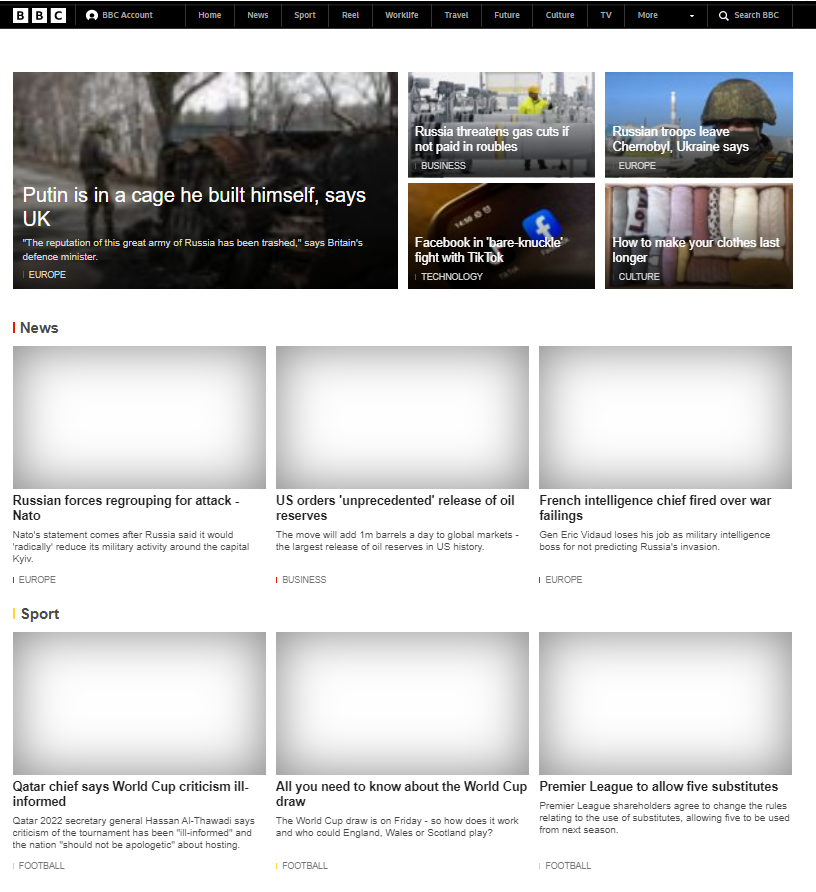 BBC
BBC Account
Home
News
Sport
Reel
Worklife
Travel
Future
Culture
TV
More
Search BBC
Putin is in a cage he built himself, says
UK
"The reputation of this great army of Russia has been trashed," says Britain's
defence minister.
EUROPE
Russia threatens gas cuts if
not paid in roubles
BUSINESS
Russian troops leave
Chernobyl, Ukraine says
EUROPE
14:50
TikTok
Facebook in 'bare-knuckle'
fight with TikTok
TECHNOLOGY
How to make your clothes last
longer
CULTURE
News
Russian forces regrouping for attack -
Nato
Nato's statement comes after Russia said it would
'radically' reduce its military activity around the capital
Kyiv.
EUROPE
US orders 'unprecedented' release of oil
reserves
The move will add 1m barrels a day to global markets -
the largest release of oil reserves in US history.
BUSINESS
French intelligence chief fired over war
failings
Gen Eric Vidaud loses his job as military intelligence
boss for not predicting Russia's invasion.
EUROPE
Sport
Qatar chief says World Cup criticism ill-
informed
Qatar 2022 secretary general Hassan Al-Thawadi says
criticism of the tournament has been "ill-informed" and
the nation "should not be apologetic" about hosting.
FOOTBALL
All you need to know about the World Cup
draw
The World Cup draw is on Friday - so how does it work
and who could England, Wales or Scotland play?
FOOTBALL
Premier League to allow five substitutes
Premier League shareholders agree to change the rules
relating to the use of substitutes, allowing five to be used
from next season.
FOOTBALL